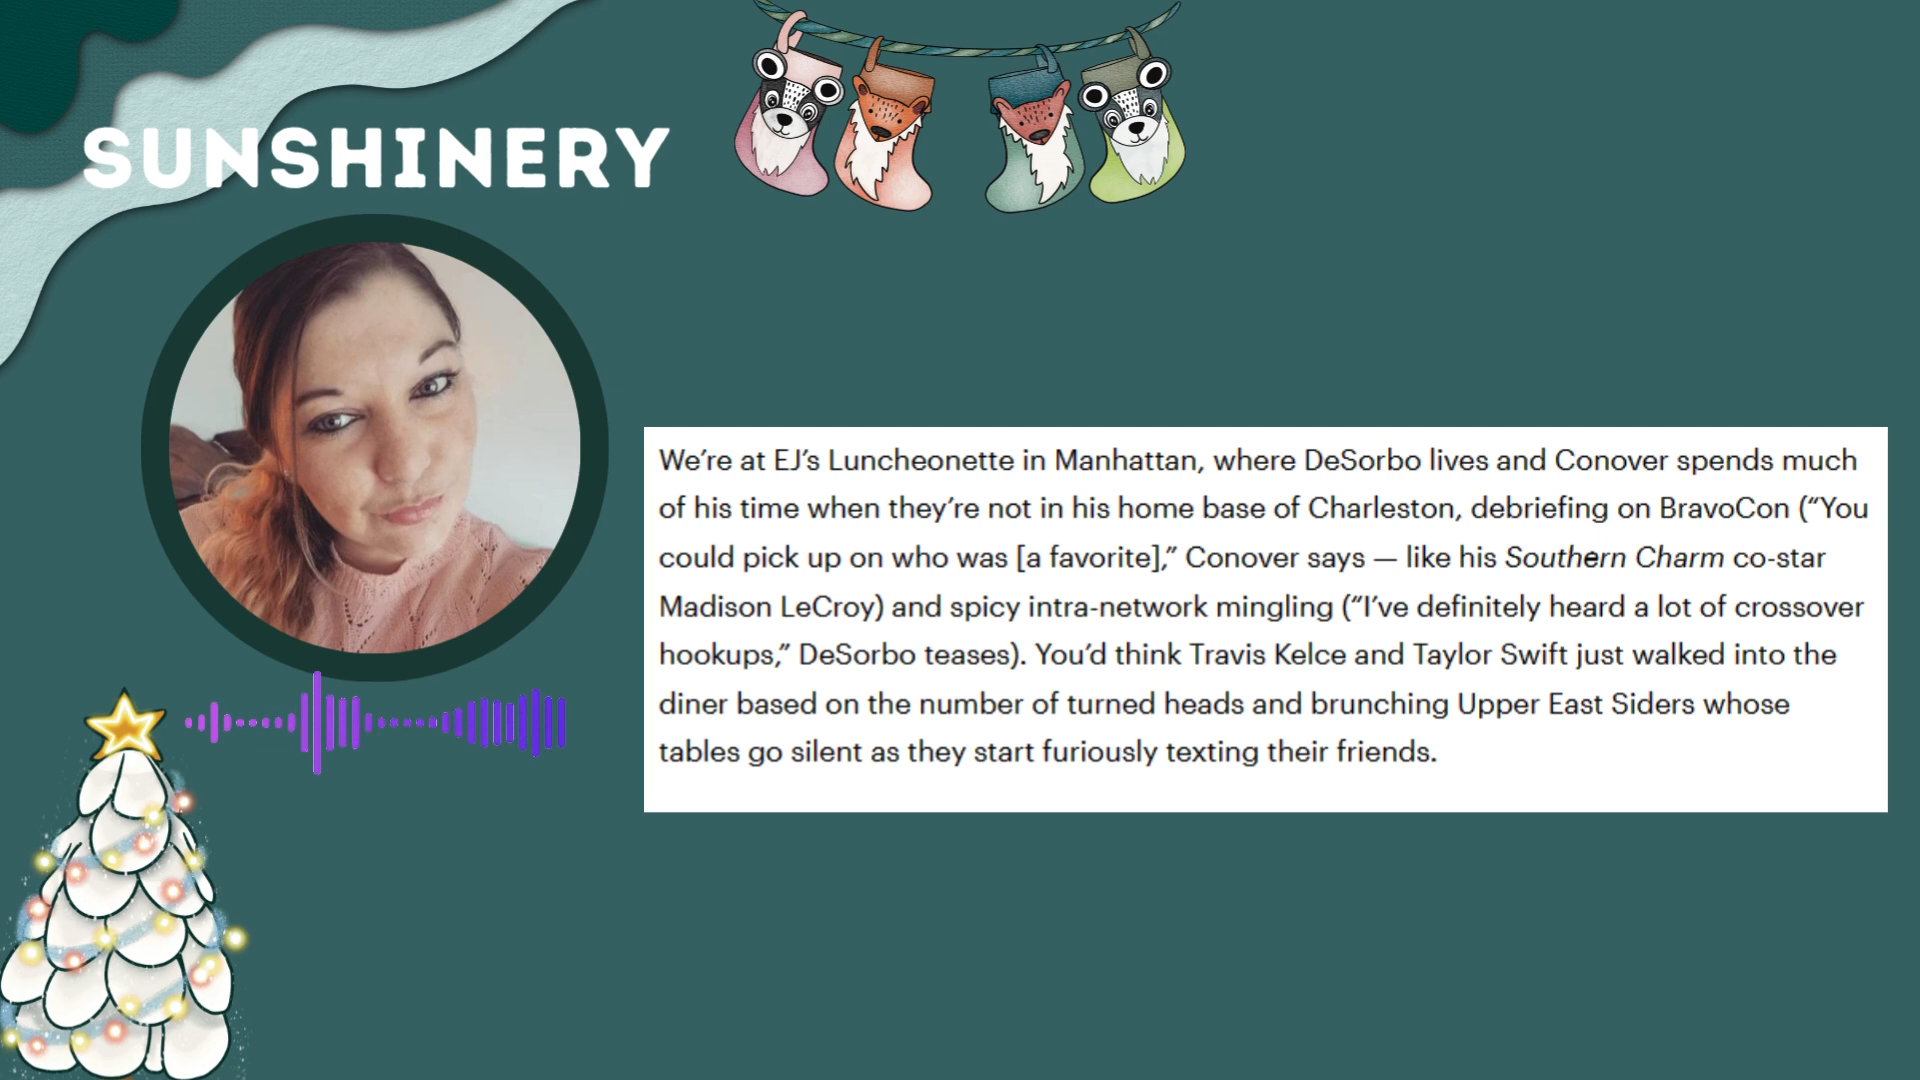 SUNSHINERY
We’re at EJ’s Luncheonette in Manhattan, where DeSorbo lives and Conover spends much
of his time when they’re not in his home base of Charleston, debriefing on BravoCon (“You
could pick up on who was [a favorite],” Conover says — like his Southern Charm co-star
Madison LeCroy) and spicy intra-network mingling (“I’ve definitely heard a lot of crossover
hookups,” DeSorbo teases). You’d think Travis Kelce and Taylor Swift just walked into the
diner based on the number of turned heads and brunching Upper East Siders whose
tables go silent as they start furiously texting their friends.